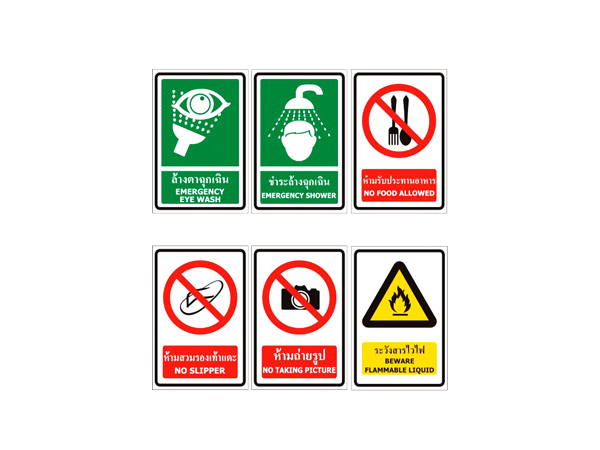 ล้างตาฉุกเฉิน
EMERGENCY
EYE WASH
ชำระล้างฉุกเฉิน
EMERGENCY SHOWER
ห้ามรับประทานอาหาร
NO FOOD ALLOWED
ห้ามสวมรองเท้าแตะ
NO SLIPPER
ห้ามถ่ายรูป
NO TAKING PICTURE
ระวังสารไวไฟ
BEWARE
FLAMMABLE LIQUID